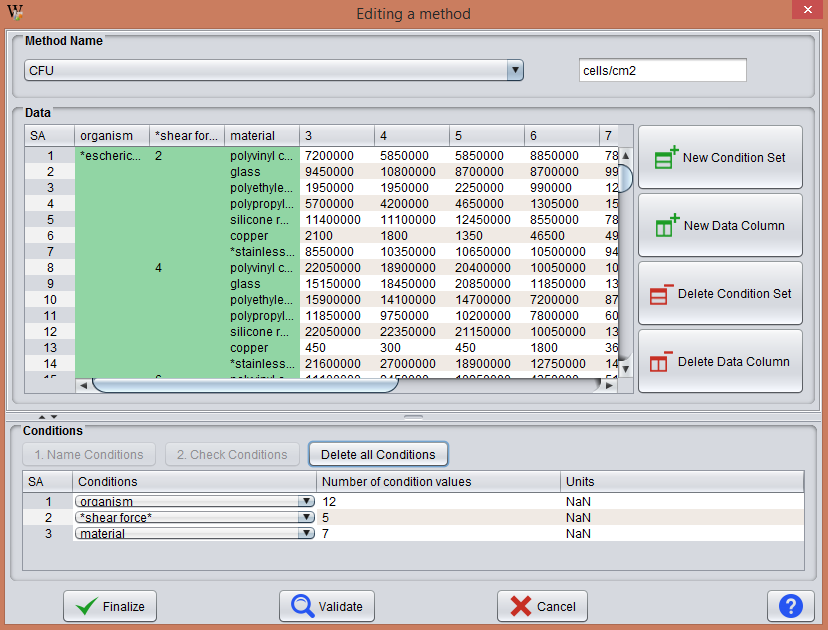 Editing a method
Method Name
CFU cells/cm2
Data
SA organism *shear for... material 3 4 5 6 7
1 *escheric... 2 polyvinyl c... 7200000 5850000 5850000 8850000 78
2 glass 9450000 10800000 8700000 8700000 99
3 polyethyle... 1950000 1950000 2250000 990000 12
4 polypropyl... 5700000 4200000 4650000 1305000 15
5 silicone r... 11400000 11100000 12450000 8550000 78
6 copper 2100 1800 1350 46500 49
7 *stainless... 8550000 10350000 10650000 10500000 94
8 4 polyvinyl c... 22050000 18900000 20400000 10050000 10
9 glass 15150000 18450000 20850000 11850000 13
10 polyethyle... 15900000 14100000 14700000 7200000 87
11 polypropyl... 11850000 9750000 10200000 7800000 60
12 silicone r... 22050000 22350000 21150000 10050000 13
13 copper 450 300 450 1800 36
14 *stainless... 21600000 27000000 18900000 12750000 14
New Condition Set
New Data Column
Delete Condition Set
Delete Data Column
Conditions
1. Name Conditions 2. Check Conditions Delete all Conditions
SA Conditions Number of condition values Units
1 organism 12 NaN
2 *shear force* 5 NaN
3 material 7 NaN
Finalize Validate Cancel ?